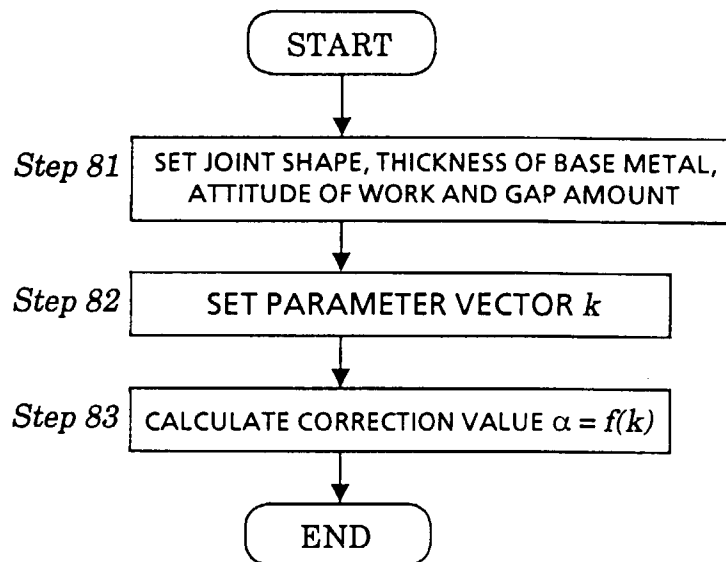 START
Step 81
SET JOINT SHAPE, THICKNESS OF BASE METAL,
ATTITUDE OF WORK AND GAP AMOUNT
Step 82
SET PARAMETER VECTOR k
Step 83
CALCULATE CORRECTION VALUE α = f(k)
END